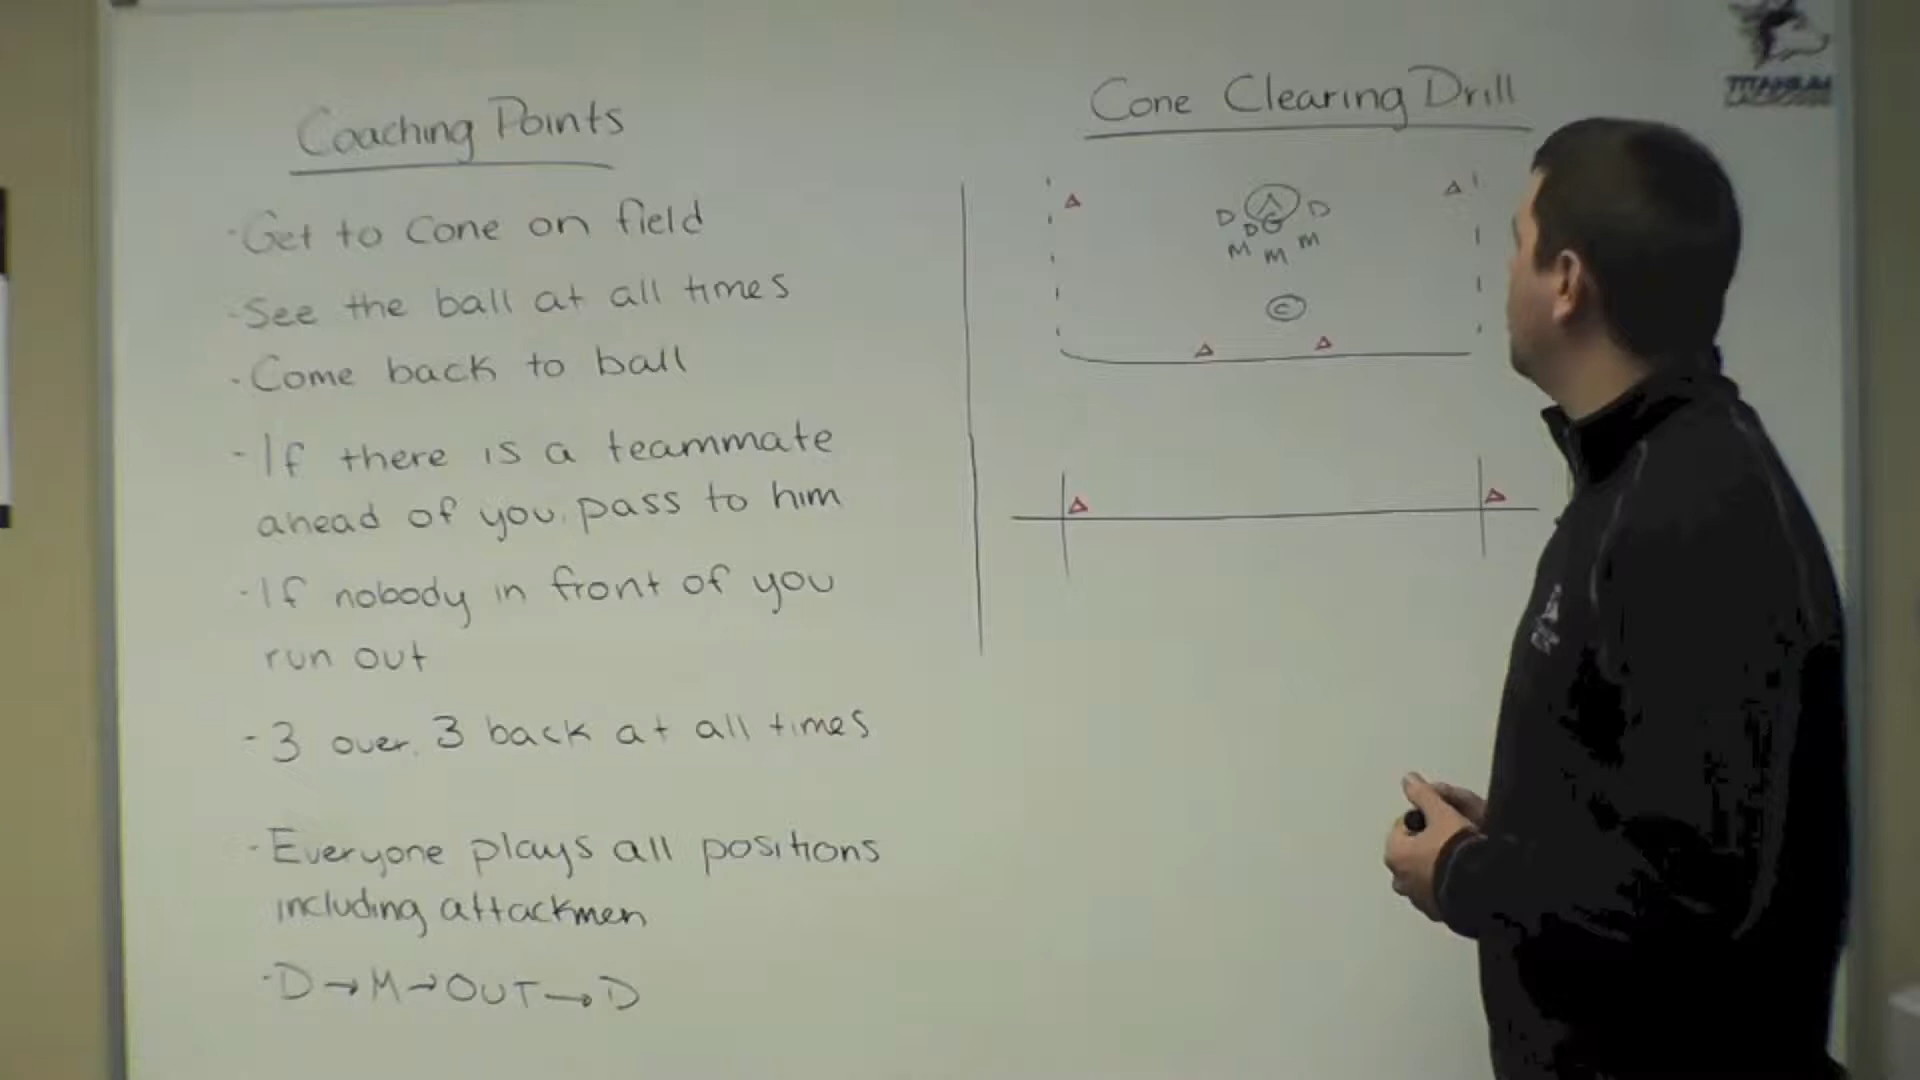 Coaching Points
- Get to cone on field
- See the ball at all times
- Come back to ball
- If there is a teammate
ahead of you, pass to him
- If nobody in front of you
run out
- 3 over, 3 back at all times
- Everyone plays all positions
including attackmen
- D → M → OUT → D
Cone Clearing Drill
D D
D G
M M M
C
TITANIUM
LACROSSE